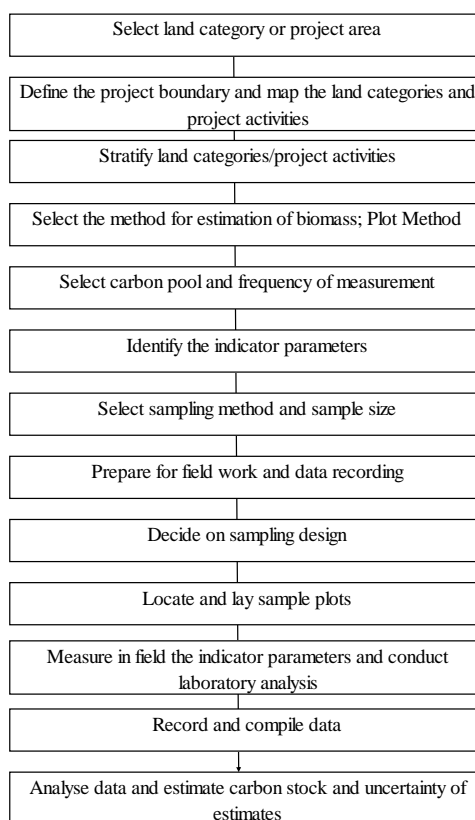 Select land category or project area
Define the project boundary and map the land categories and
project activities
Stratify land categories/project activities
Select the method for estimation of biomass; Plot Method
Select carbon pool and frequency of measurement
Identify the indicator parameters
Select sampling method and sample size
Prepare for field work and data recording
Decide on sampling design
Locate and lay sample plots
Measure in field the indicator parameters and conduct
laboratory analysis
Record and compile data
Analyse data and estimate carbon stock and uncertainty of
estimates